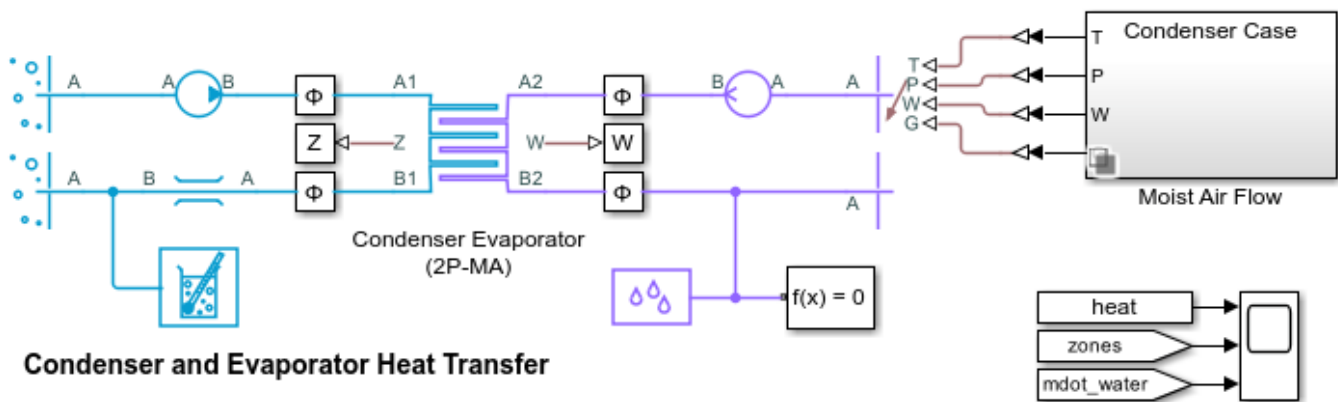 Condenser Case
T
P
W
T
P
W
G
A A B Φ A1 A2 Φ B A A
Z Z W W
A B A Φ B1 B2 Φ
A
Moist Air Flow
Condenser Evaporator
(2P-MA)
f(x) = 0
heat
zones
mdot_water
Condenser and Evaporator Heat Transfer